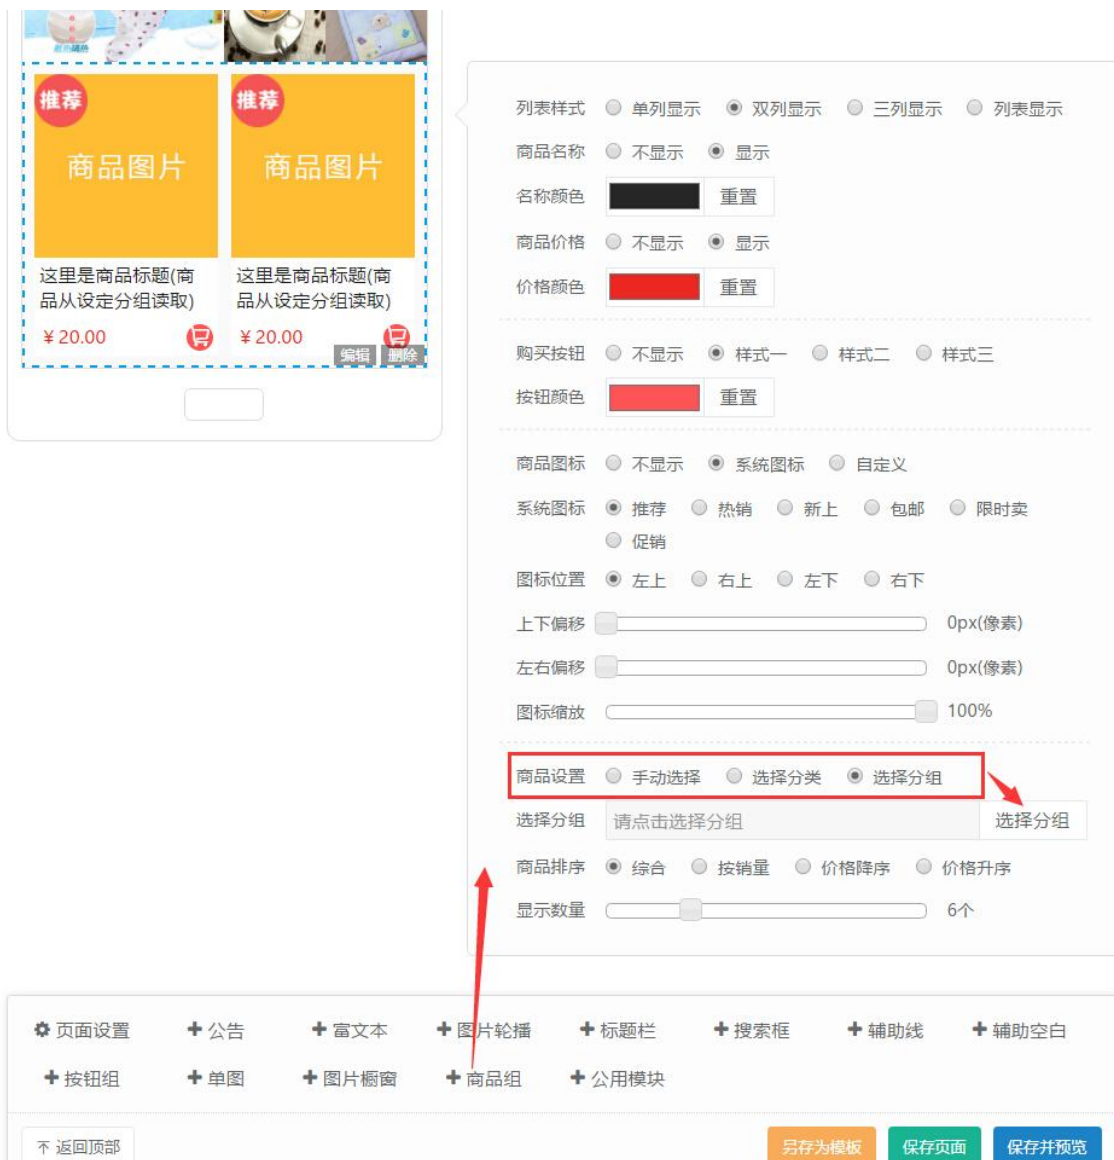 推荐 推荐
商品图片 商品图片
这里是商品标题(商 这里是商品标题(商
品从设定分组读取) 品从设定分组读取)
¥20.00 ¥20.00
编辑 删除
列表样式 单列显示 双列显示 三列显示 列表显示
商品名称 不显示 显示
名称颜色 重置
商品价格 不显示 显示
价格颜色 重置
购买按钮 不显示 样式一 样式二 样式三
按钮颜色 重置
商品图标 不显示 系统图标 自定义
系统图标 推荐 热销 新上 包邮 限时卖
促销
图标位置 左上 右上 左下 右下
上下偏移 0px(像素)
左右偏移 0px(像素)
图标缩放 100%
商品设置 手动选择 选择分类 选择分组
选择分组 请点击选择分组 选择分组
商品排序 综合 按销量 价格降序 价格升序
显示数量 6个
页面设置 公告 富文本 图片轮播 标题栏 搜索框 辅助线 辅助空白
按钮组 单图 图片橱窗 商品组 公用模块
返回顶部 另存为模板 保存页面 保存并预览